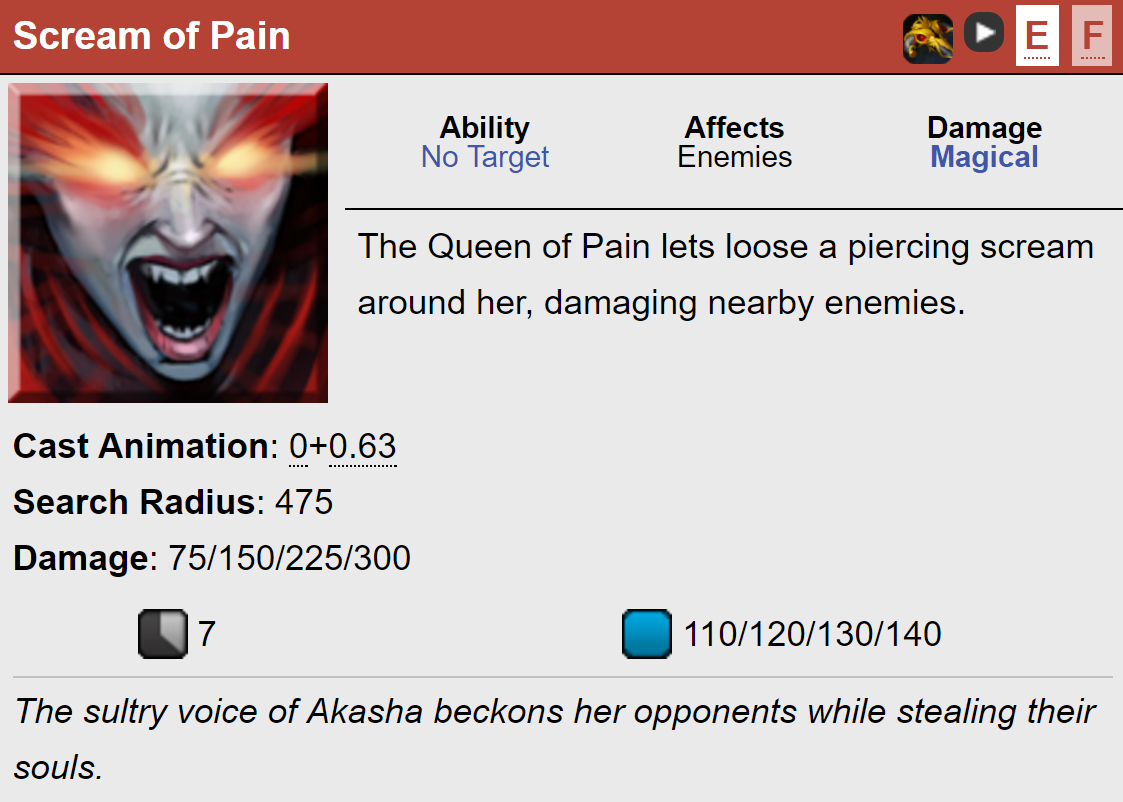 Scream of Pain
E
F
Ability
No Target
Affects
Enemies
Damage
Magical
The Queen of Pain lets loose a piercing scream
around her, damaging nearby enemies.
Cast Animation: 0+0.63
Search Radius: 475
Damage: 75/150/225/300
7
110/120/130/140
The sultry voice of Akasha beckons her opponents while stealing their
souls.